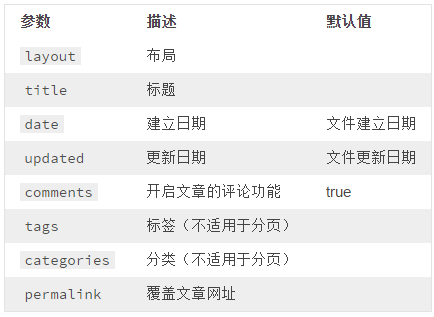 参数 描述 默认值
layout 布局
title 标题
date 建立日期 文件建立日期
updated 更新日期 文件更新日期
comments 开启文章的评论功能 true
tags 标签（不适用于分页）
categories 分类（不适用于分页）
permalink 覆盖文章网址